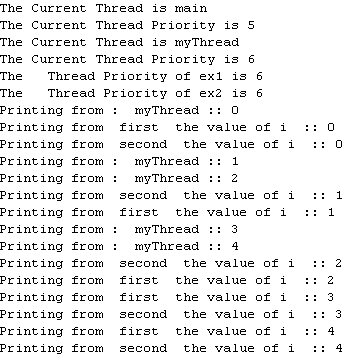 The Current Thread is main
The Current Thread Priority is 5
The Current Thread is myThread
The Current Thread Priority is 6
The   Thread Priority of ex1 is 6
The   Thread Priority of ex2 is 6
Printing from :  myThread :: 0
Printing from  first  the value of i  :: 0
Printing from  second  the value of i  :: 0
Printing from :  myThread :: 1
Printing from :  myThread :: 2
Printing from  second  the value of i  :: 1
Printing from  first  the value of i  :: 1
Printing from :  myThread :: 3
Printing from :  myThread :: 4
Printing from  second  the value of i  :: 2
Printing from  first  the value of i  :: 2
Printing from  first  the value of i  :: 3
Printing from  second  the value of i  :: 3
Printing from  first  the value of i  :: 4
Printing from  second  the value of i  :: 4